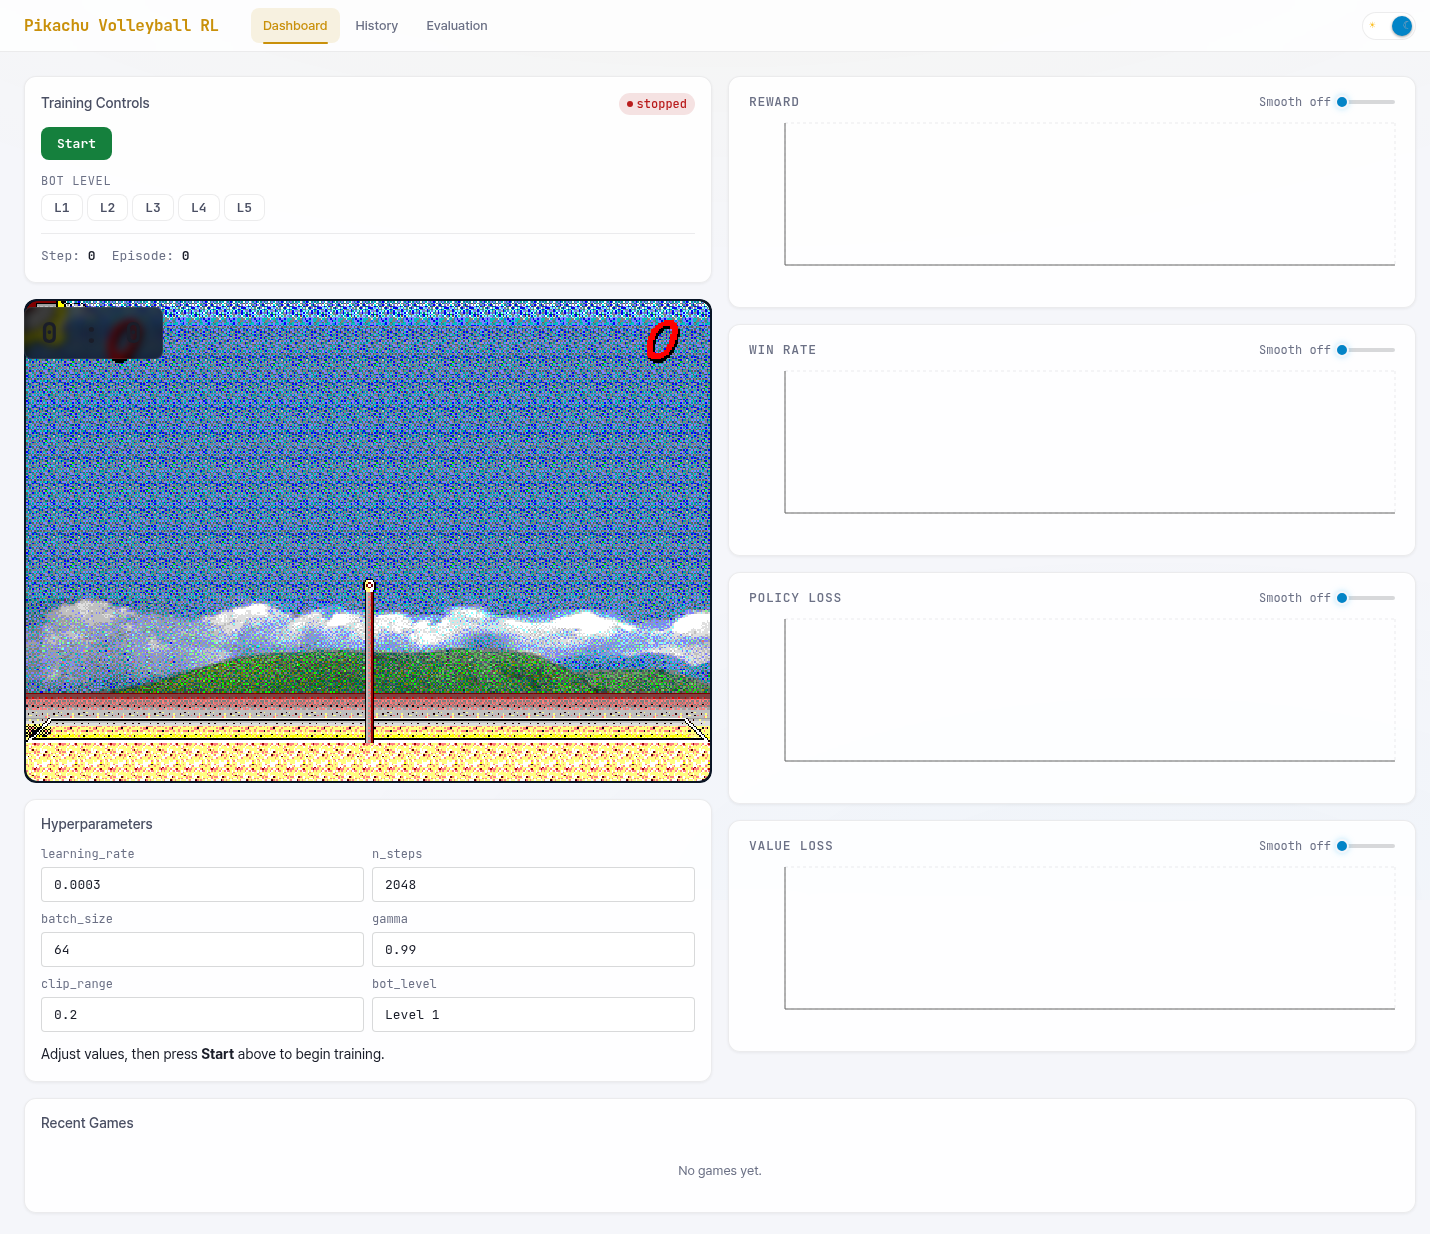 Pikachu Volleyball RL
Dashboard
History
Evaluation
Training Controls
stopped
Start
BOT LEVEL
L1
L2
L3
L4
L5
Step: 0 Episode: 0
0 : 0
0
Hyperparameters
learning_rate
n_steps
0.0003
2048
batch_size
gamma
64
0.99
clip_range
bot_level
0.2
Level 1
Adjust values, then press Start above to begin training.
REWARD
Smooth off
WIN RATE
Smooth off
POLICY LOSS
Smooth off
VALUE LOSS
Smooth off
Recent Games
No games yet.